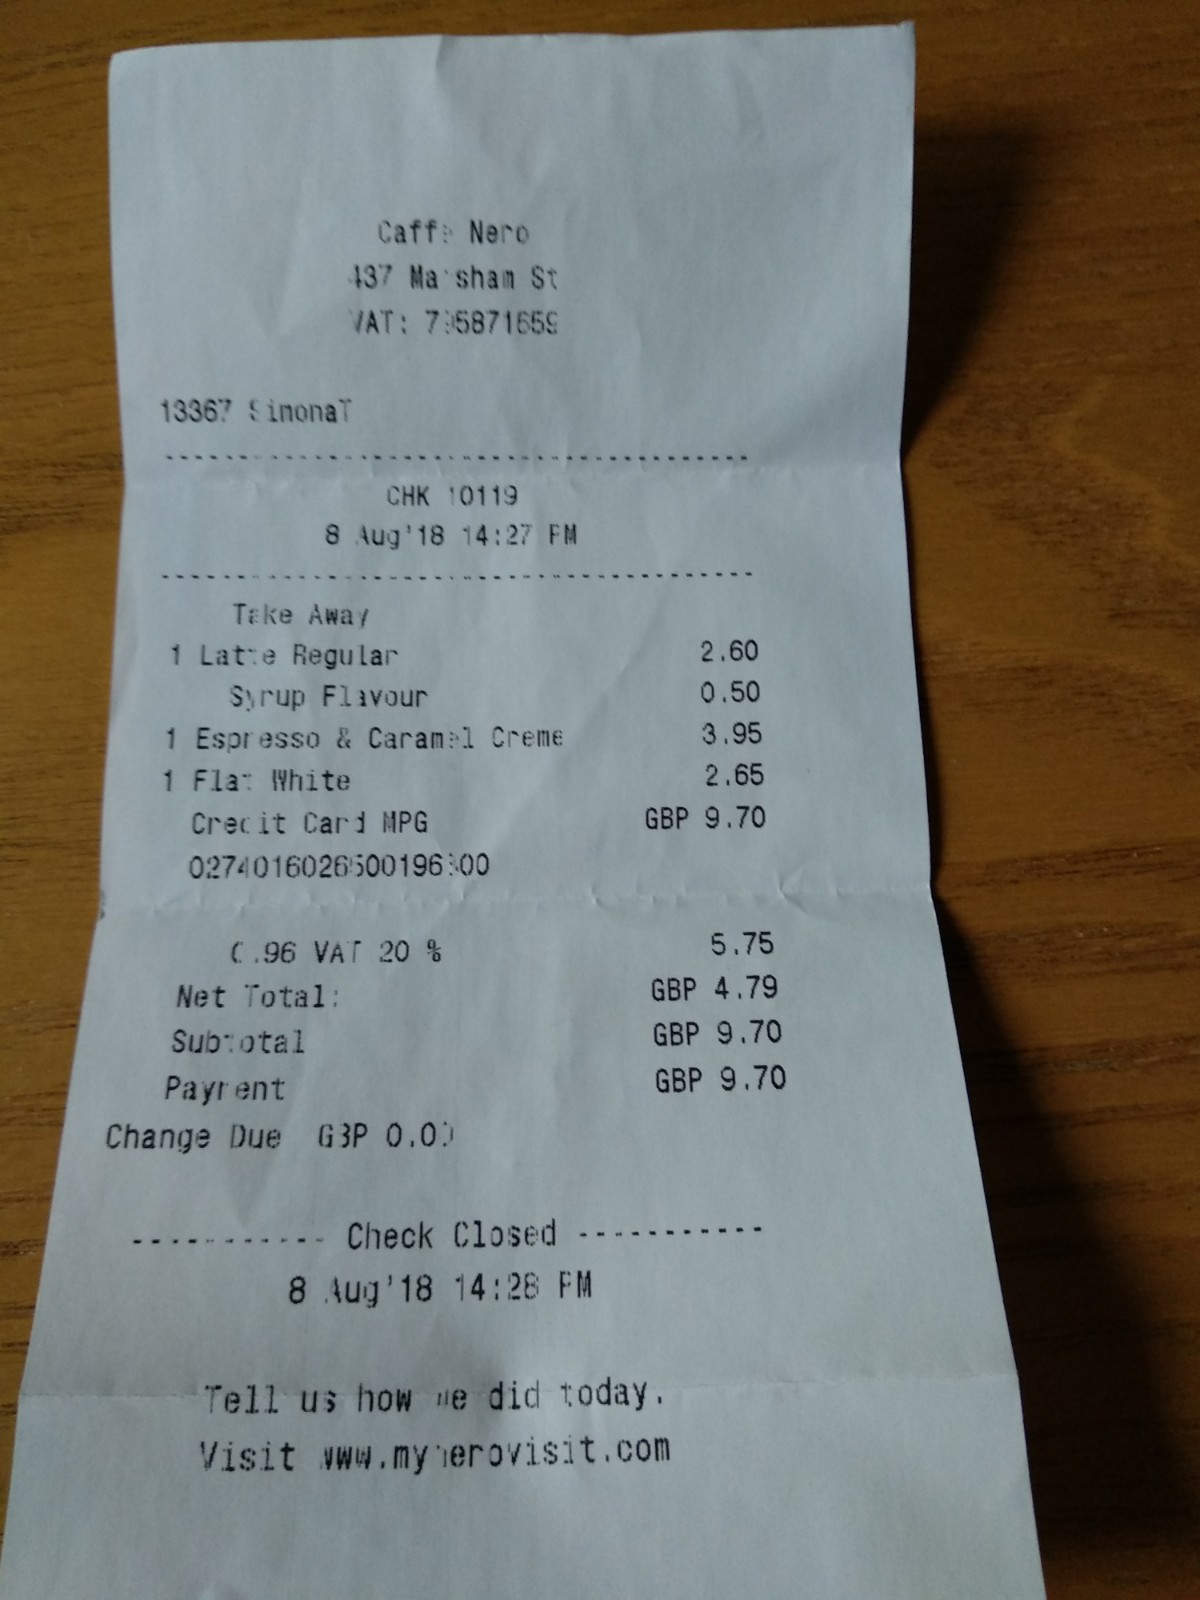 Caffe Nero
437 Marsham St
VAT: 795871659
13367 SimonaT
CHK 10119
8 Aug'18 14:27 PM
Take Away
1 Latte Regular 2.60
Syrup Flavour 0.50
1 Espresso & Caramel Creme 3.95
1 Flat White 2.65
Credit Card MPG GBP 9.70
0.96 VAT 20 % 5.75
Net Total: GBP 4.79
Subtotal GBP 9.70
Payment GBP 9.70
Change Due GBP 0.00
----------- Check Closed -----------
8 Aug'18 14:28 PM
Tell us how we did today.
Visit www.mynerovisit.com